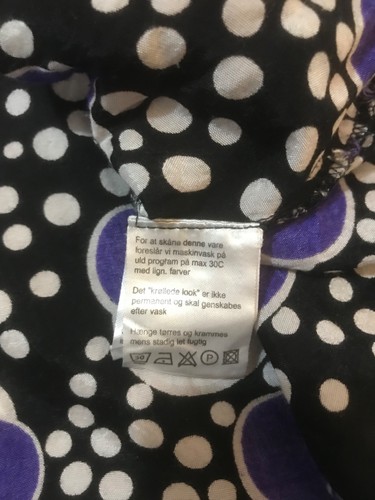 For at skåne denne vare
foreslår vi maskinvask på
uld program på max 30C
med lign. farver
Det "krøllede look" er ikke
permanent og skal genskabes
efter vask
Hænge tørres og krammes
mens stadig let fugtig
30 P